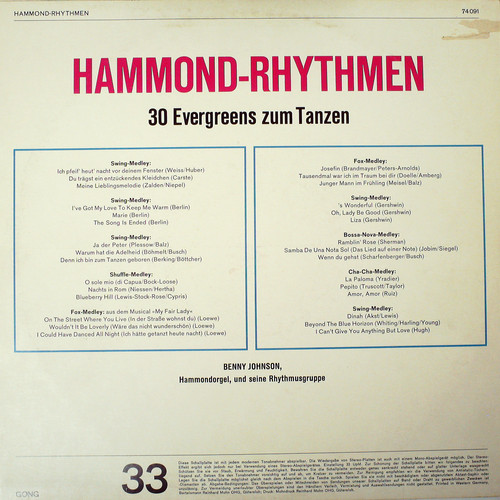 HAMMOND-RHYTHMEN
74 091
HAMMOND-RHYTHMEN
30 Evergreens zum Tanzen
Swing-Medley:
Ich pfeif' heut' nacht vor deinem Fenster (Weiss/Huber)
Du trägst ein entzückendes Kleidchen (Carste)
Meine Lieblingsmelodie (Zalden/Niepel)
Swing-Medley:
I've Got My Love To Keep Me Warm (Berlin)
Marie (Berlin)
The Song Is Ended (Berlin)
Swing-Medley:
Ja der Peter (Plessow/Balz)
Warum hat die Adelheid (Böhmelt/Busch)
Denn ich bin zum Tanzen geboren (Berking/Böttcher)
Shuffle-Medley:
O sole mio (di Capua/Bock-Loose)
Nachts in Rom (Niessen/Hertha)
Blueberry Hill (Lewis-Stock-Rose/Cypris)
Fox-Medley: aus dem Musical «My Fair Lady»
On The Street Where You Live (In der Straße wohnst du) (Loewe)
Wouldn't It Be Loverly (Wäre das nicht wunderschön) (Loewe)
I Could Have Danced All Night (Ich hätte getanzt heute nacht) (Loewe)
Fox-Medley:
Josefin (Brandmayer/Peters-Arnolds)
Tausendmal war ich im Traum bei dir (Doelle/Amberg)
Junger Mann im Frühling (Meisel/Balz)
Swing-Medley:
's Wonderful (Gershwin)
Oh, Lady Be Good (Gershwin)
Liza (Gershwin)
Bossa-Nova-Medley:
Ramblin' Rose (Sherman)
Samba De Una Nota Sol (Das Lied auf einer Note) (Jobim/Siegel)
Wenn du gehst (Scharfenberger/Busch)
Cha-Cha-Medley:
La Paloma (Yradier)
Pepito (Truscott/Taylor)
Amor, Amor (Ruiz)
Swing-Medley:
Dinah (Akst/Lewis)
Beyond The Blue Horizon (Whiting/Harling/Young)
I Can't Give You Anything But Love (Hugh)
BENNY JOHNSON,
Hammondorgel, und seine Rhythmusgruppe
33
GONG